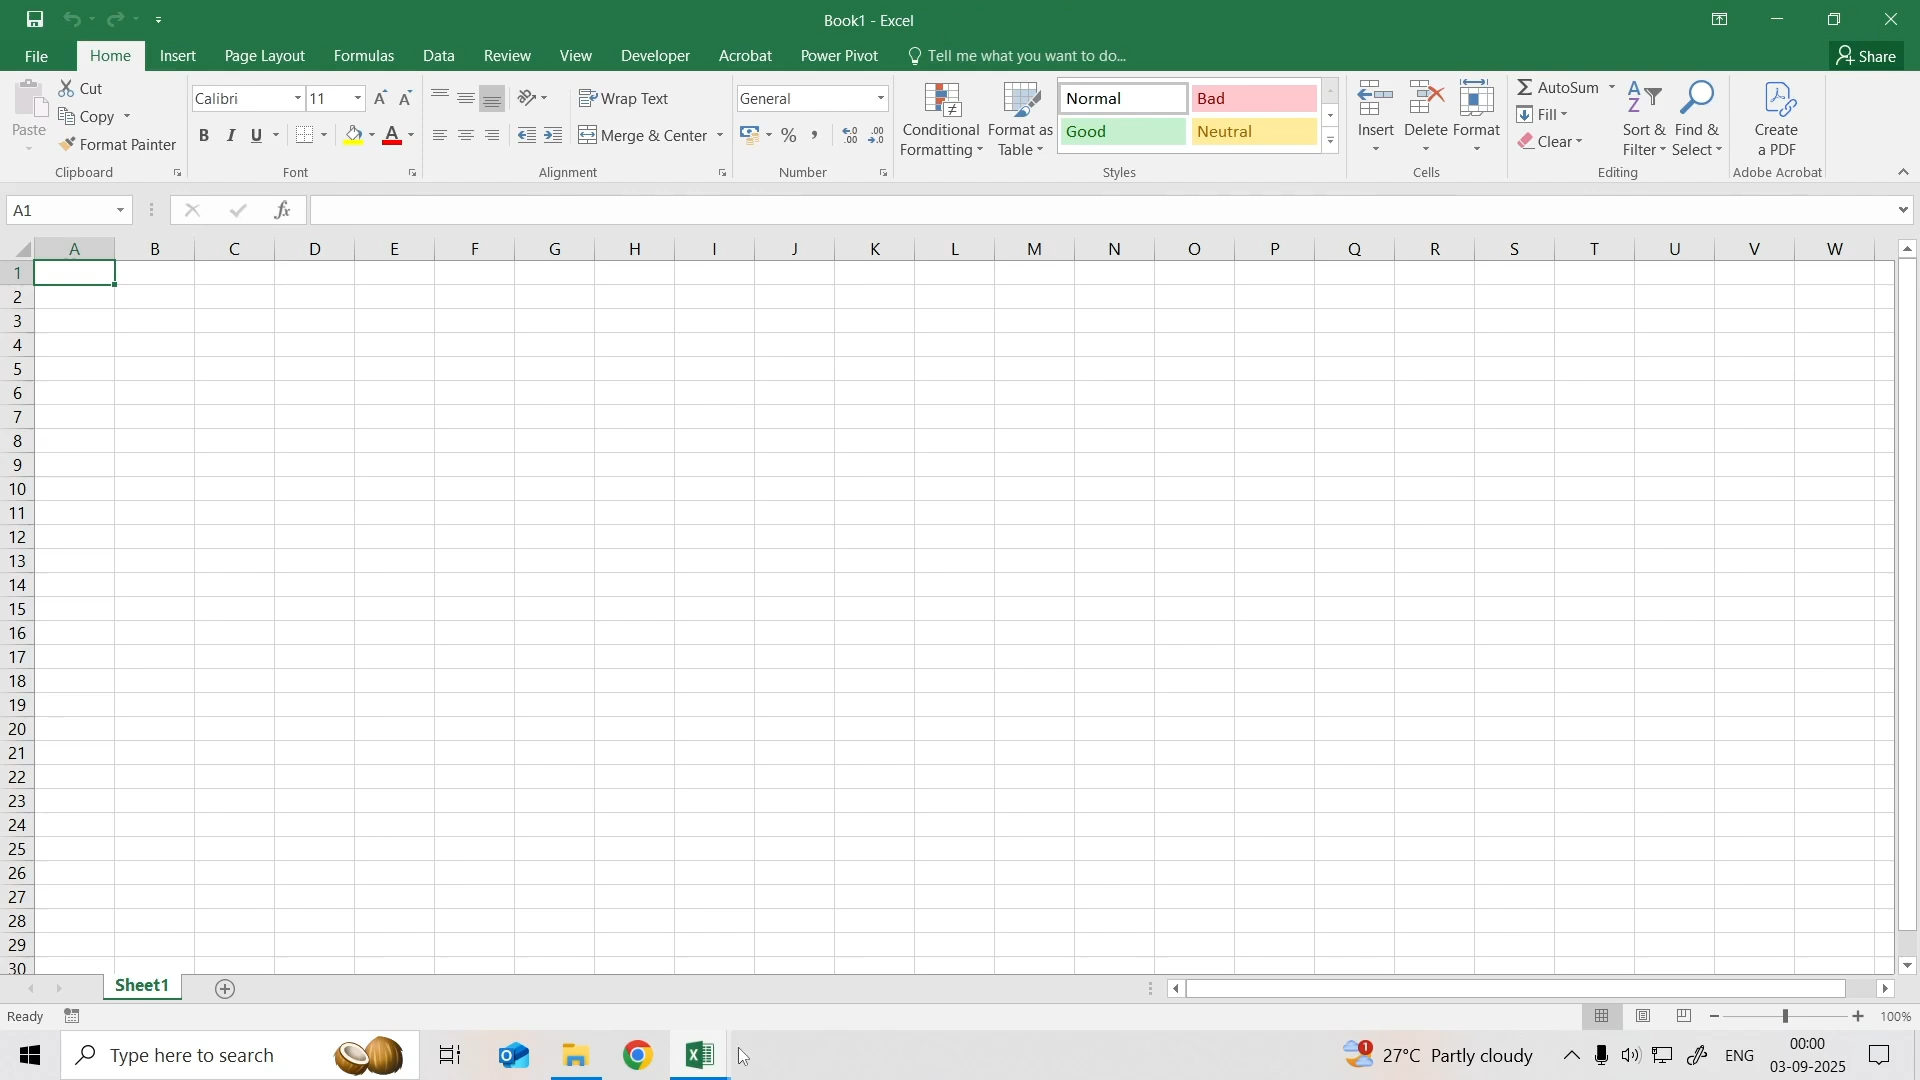 Book1 - Excel
File Home Insert Page Layout Formulas Data Review View Developer Acrobat Power Pivot Tell me what you want to do... Share
Paste
Cut
Copy
Format Painter
Clipboard
Calibri 11
B I U A
Font
Wrap Text
Merge & Center
Alignment
General
% ,
Number
Conditional Formatting
Format as Table
Normal Bad
Good Neutral
Styles
Insert Delete Format
Cells
AutoSum
Fill
Clear
Sort & Filter
Find & Select
Editing
Create a PDF
Adobe Acrobat
A1 fx
A B C D E F G H I J K L M N O P Q R S T U V W
1
2
3
4
5
6
7
8
9
10
11
12
13
14
15
16
17
18
19
20
21
22
23
24
25
26
27
28
29
30
Sheet1
Ready 100%
Type here to search 1 27°C Partly cloudy ENG 00:00
03-09-2025